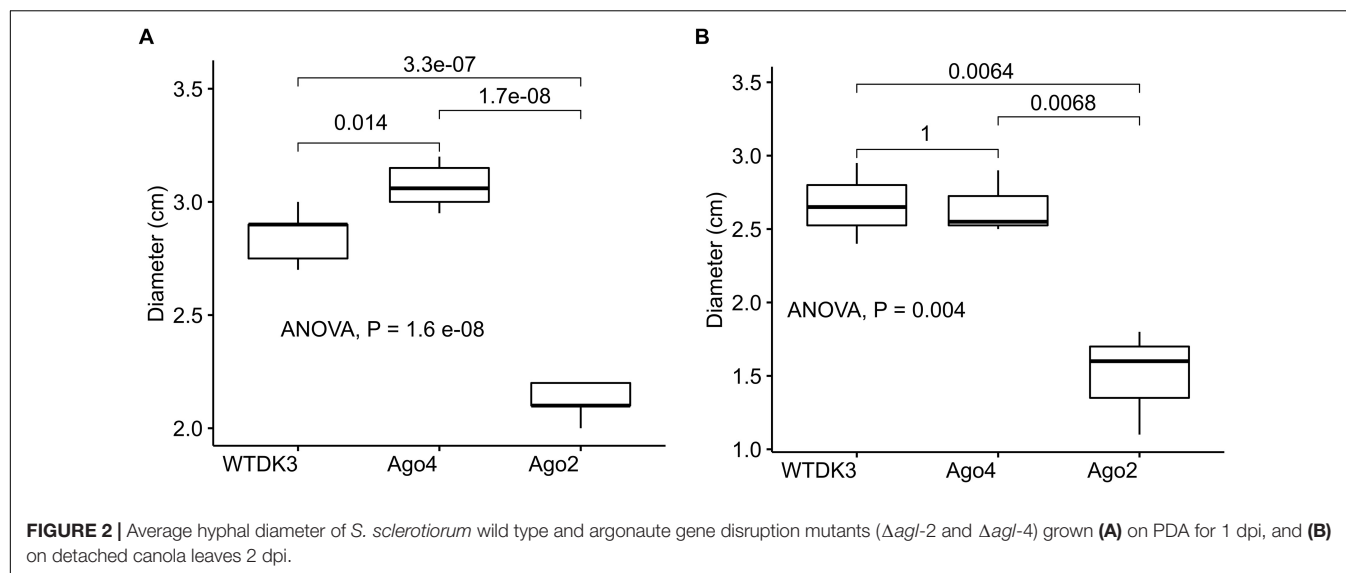 A
3.3e-07
1.7e-08
0.014
3.5
3.0
2.5
2.0
Diameter (cm)
ANOVA, P = 1.6 e-08
WTDK3 Ago4 Ago2
B
0.0064
0.0068
1
3.5
3.0
2.5
2.0
1.5
1.0
Diameter (cm)
ANOVA, P = 0.004
WTDK3 Ago4 Ago2
FIGURE 2 | Average hyphal diameter of S. sclerotiorum wild type and argonaute gene disruption mutants (Δagl-2 and Δagl-4) grown (A) on PDA for 1 dpi, and (B)
on detached canola leaves 2 dpi.